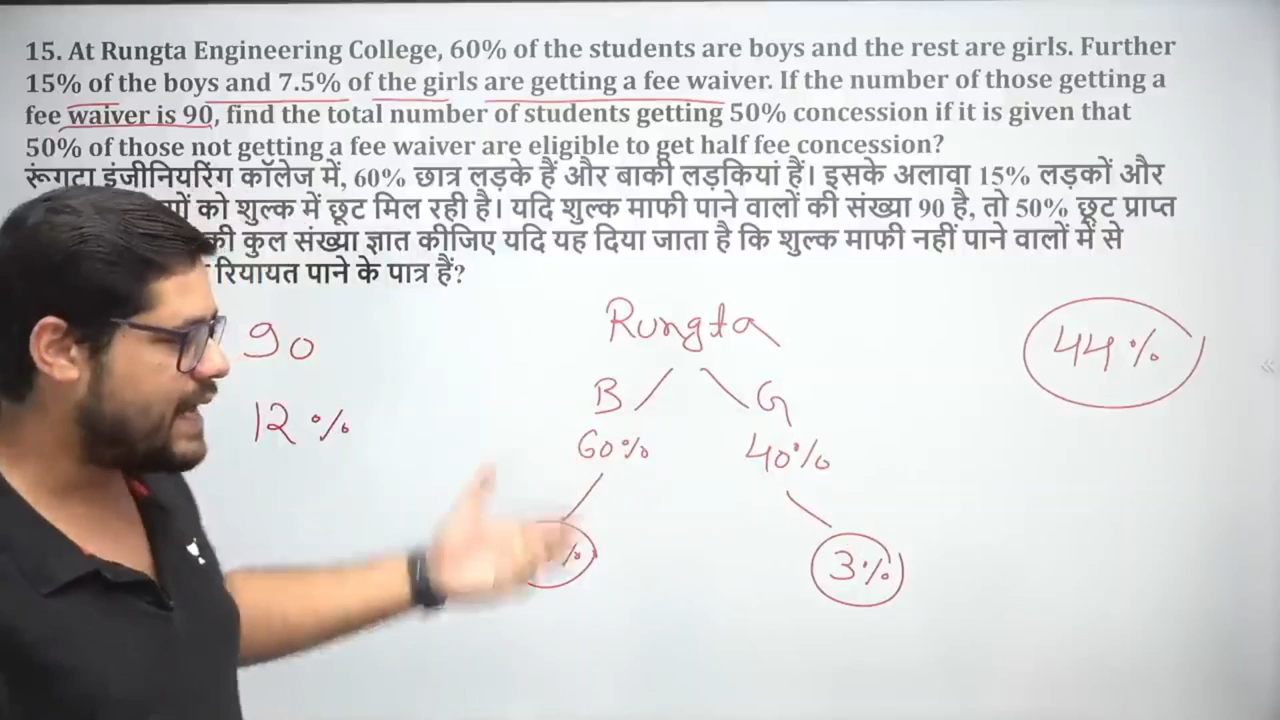 15. At Rungta Engineering College, 60% of the students are boys and the rest are girls. Further
15% of the boys and 7.5% of the girls are getting a fee waiver. If the number of those getting a
fee waiver is 90, find the total number of students getting 50% concession if it is given that
50% of those not getting a fee waiver are eligible to get half fee concession?
रूंगटा इंजीनियरिंग कॉलेज में, 60% छात्र लड़के हैं और बाकी लड़कियां हैं। इसके अलावा 15% लड़कों और
को शुल्क में छूट मिल रही है। यदि शुल्क माफी पाने वालों की संख्या 90 है, तो 50% छूट प्राप्त
की कुल संख्या ज्ञात कीजिए यदि यह दिया जाता है कि शुल्क माफी नहीं पाने वालों में से
रियायत पाने के पात्र हैं?
90
12%
Rungta
B G
60% 40%
% 3%
44%